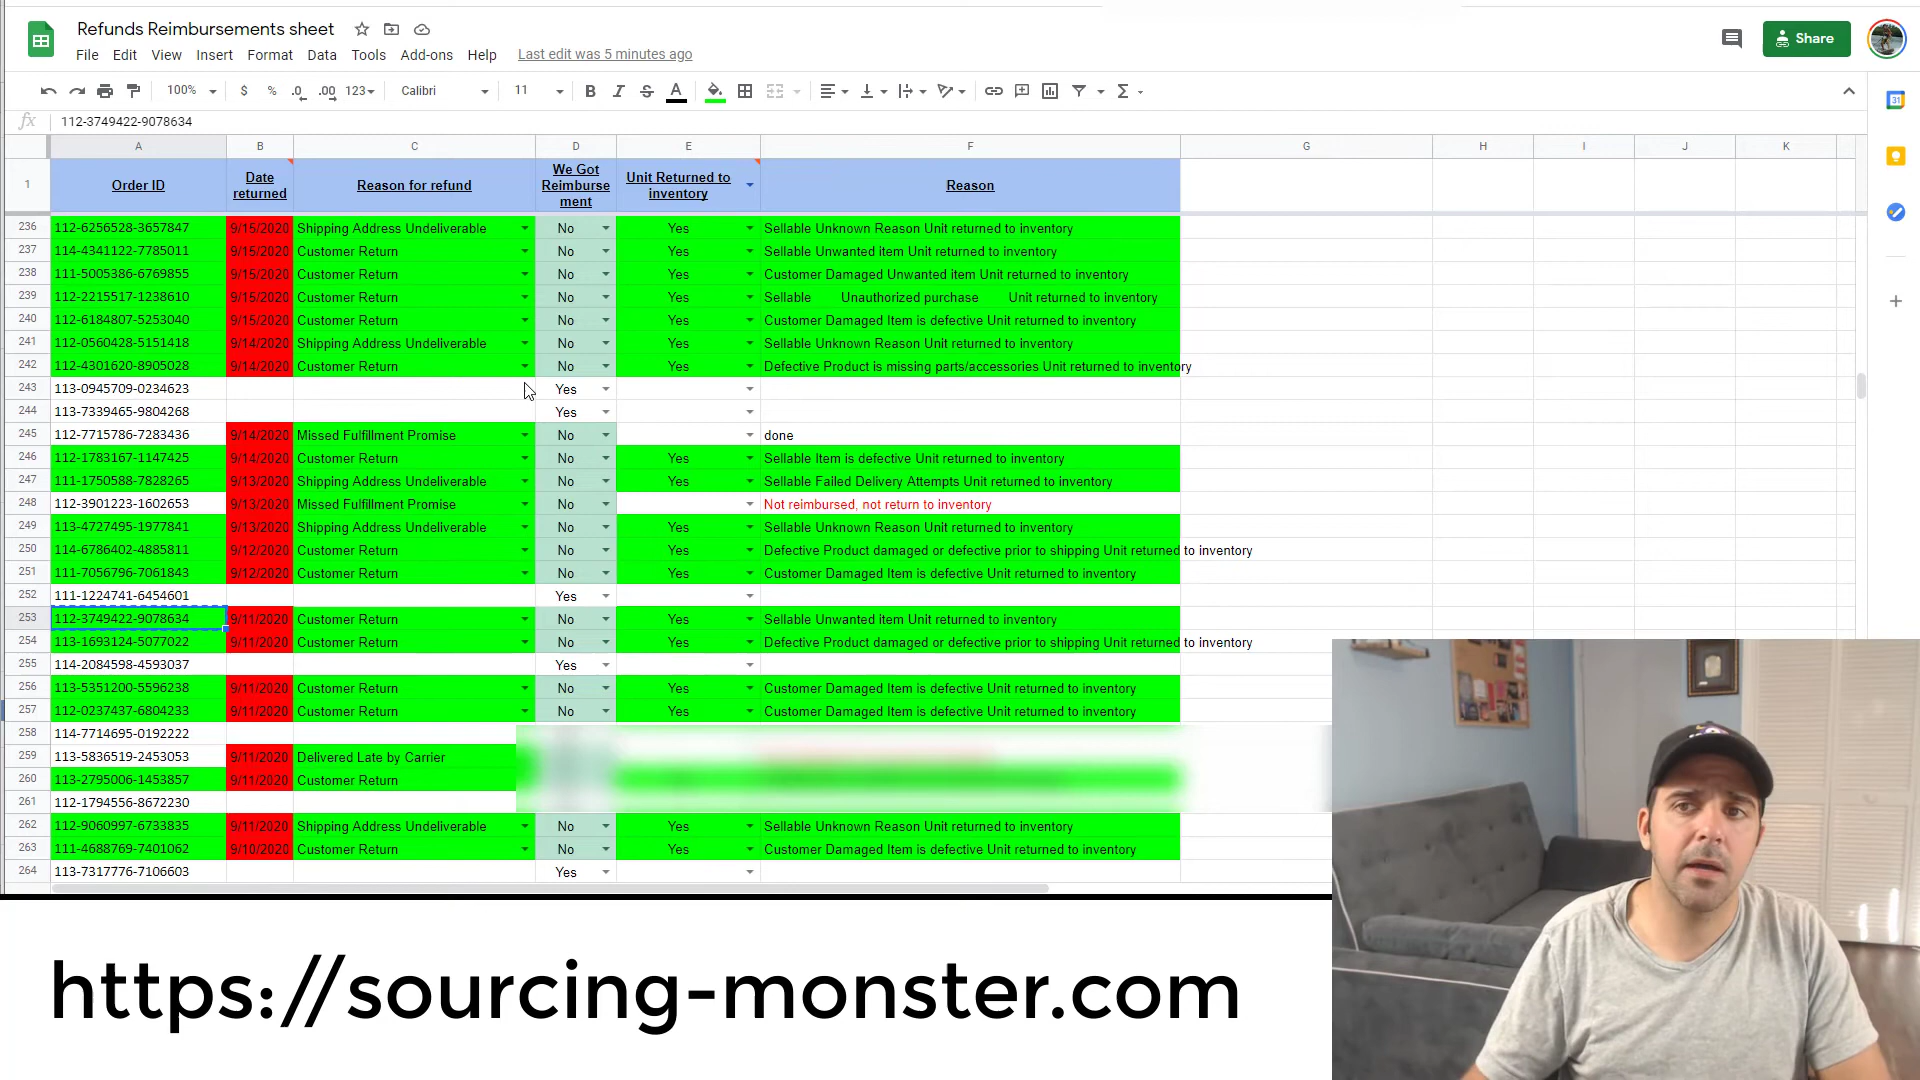 Refunds Reimbursements sheet
Share
File Edit View Insert Format Data Tools Add-ons Help Last edit was 5 minutes ago
100% $ % .0 .00 123 Calibri 11 B I S A
fx 112-3749422-9078634
A B C D E F G H I J K
1 Order ID Date returned Reason for refund We Got Reimbursement Unit Returned to inventory Reason
236 112-6256528-3657847 9/15/2020 Shipping Address Undeliverable No Yes Sellable Unknown Reason Unit returned to inventory
237 114-4341122-7785011 9/15/2020 Customer Return No Yes Sellable Unwanted item Unit returned to inventory
238 111-5005386-6769855 9/15/2020 Customer Return No Yes Customer Damaged Unwanted item Unit returned to inventory
239 112-2215517-1238610 9/15/2020 Customer Return No Yes Sellable Unauthorized purchase Unit returned to inventory
240 112-6184807-5253040 9/15/2020 Customer Return No Yes Customer Damaged Item is defective Unit returned to inventory
241 112-0560428-5151418 9/14/2020 Shipping Address Undeliverable No Yes Sellable Unknown Reason Unit returned to inventory
242 112-4301620-8905028 9/14/2020 Customer Return No Yes Defective Product is missing parts/accessories Unit returned to inventory
243 113-0945709-0234623 Yes
244 113-7339465-9804268 Yes
245 112-7715786-7283436 9/14/2020 Missed Fulfillment Promise No done
246 112-1783167-1147425 9/14/2020 Customer Return No Yes Sellable Item is defective Unit returned to inventory
247 111-1750588-7828265 9/13/2020 Shipping Address Undeliverable No Yes Sellable Failed Delivery Attempts Unit returned to inventory
248 112-3901223-1602653 9/13/2020 Missed Fulfillment Promise No Not reimbursed, not return to inventory
249 113-4727495-1977841 9/13/2020 Shipping Address Undeliverable No Yes Sellable Unknown Reason Unit returned to inventory
250 114-6786402-4885811 9/12/2020 Customer Return No Yes Defective Product damaged or defective prior to shipping Unit returned to inventory
251 111-7056796-7061843 9/12/2020 Customer Return No Yes Customer Damaged Item is defective Unit returned to inventory
252 111-1224741-6454601 Yes
253 112-3749422-9078634 9/11/2020 Customer Return No Yes Sellable Unwanted item Unit returned to inventory
254 113-1693124-5077022 9/11/2020 Customer Return No Yes Defective Product damaged or defective prior to shipping Unit returned to inventory
255 114-2084598-4593037 Yes
256 113-5351200-5596238 9/11/2020 Customer Return No Yes Customer Damaged Item is defective Unit returned to inventory
257 112-0237437-6804233 9/11/2020 Customer Return No Yes Customer Damaged Item is defective Unit returned to inventory
258 114-7714695-0192222
259 113-5836519-2453053 9/11/2020 Delivered Late by Carrier
260 113-2795006-1453857 9/11/2020 Customer Return
261 112-1794556-8672230
262 112-9060997-6733835 9/11/2020 Shipping Address Undeliverable No Yes Sellable Unknown Reason Unit returned to inventory
263 111-4688769-7401062 9/10/2020 Customer Return No Yes Customer Damaged Item is defective Unit returned to inventory
264 113-7317776-7106603 Yes
https://sourcing-monster.com